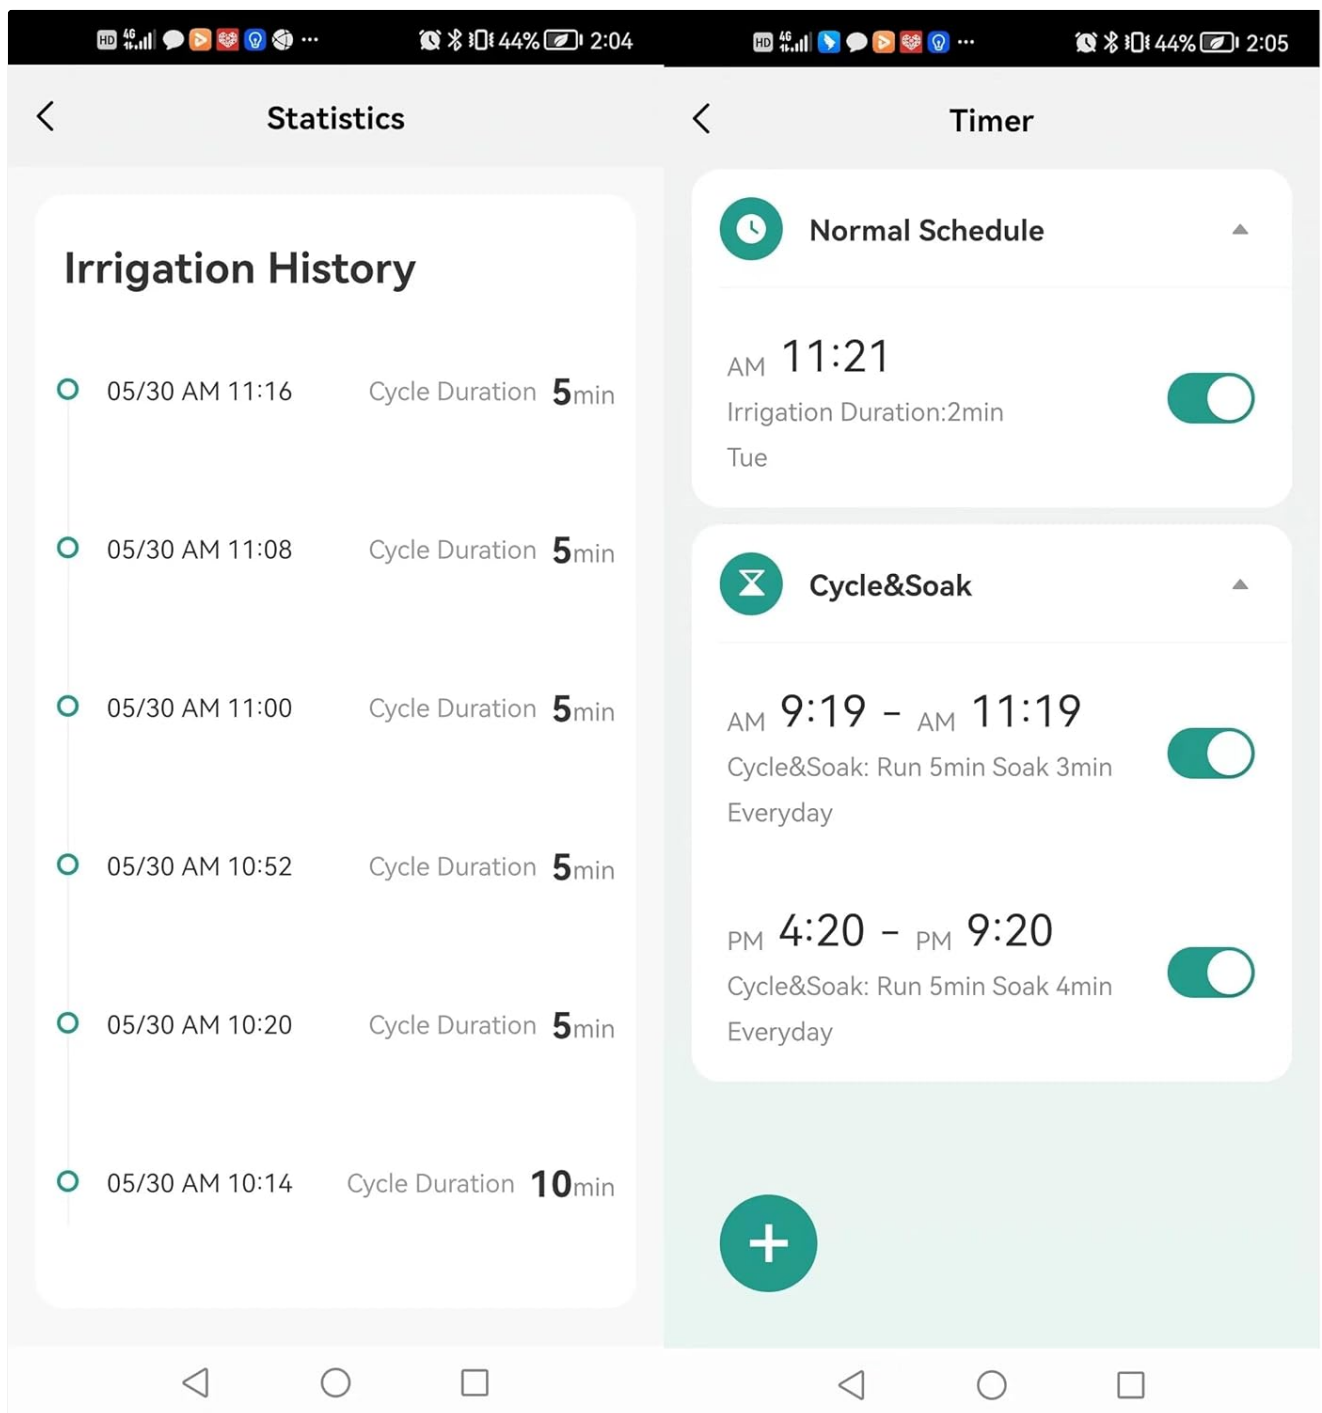 HD 4G 44% 2:04
Statistics
Irrigation History
05/30 AM 11:16 Cycle Duration 5min
05/30 AM 11:08 Cycle Duration 5min
05/30 AM 11:00 Cycle Duration 5min
05/30 AM 10:52 Cycle Duration 5min
05/30 AM 10:20 Cycle Duration 5min
05/30 AM 10:14 Cycle Duration 10min
HD 4G 44% 2:05
Timer
Normal Schedule
AM 11:21
Irrigation Duration:2min
Tue
Cycle&Soak
AM 9:19 - AM 11:19
Cycle&Soak: Run 5min Soak 3min
Everyday
PM 4:20 - PM 9:20
Cycle&Soak: Run 5min Soak 4min
Everyday